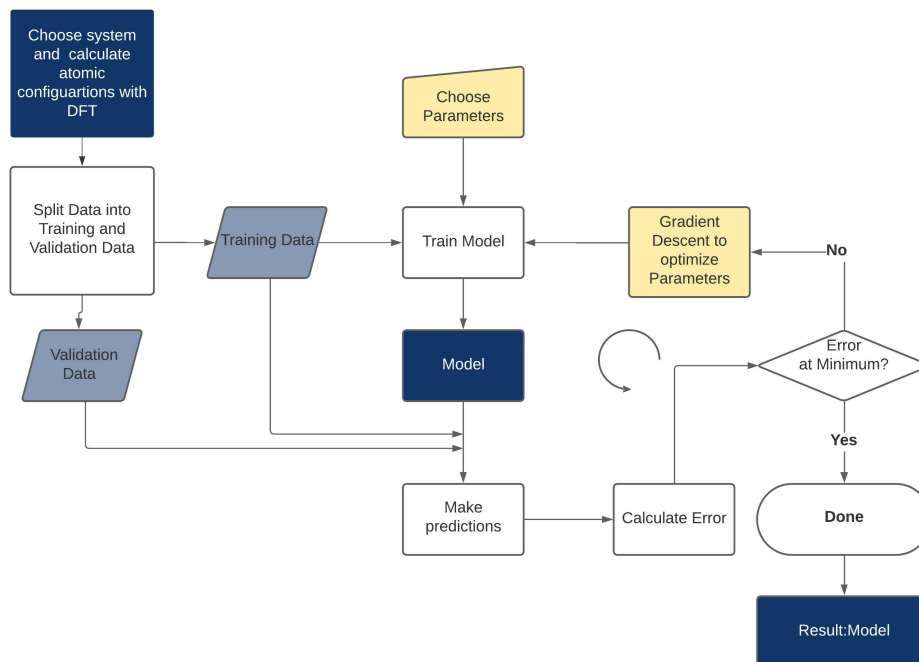 Choose system
and calculate
atomic
configuartions with
DFT
Choose
Parameters
Split Data into
Training and
Validation Data
Training Data
Train Model
Gradient
Descent to
optimize
Parameters
No
Validation
Data
Model
Error
at Minimum?
Yes
Make
predictions
Calculate Error
Done
Result:Model